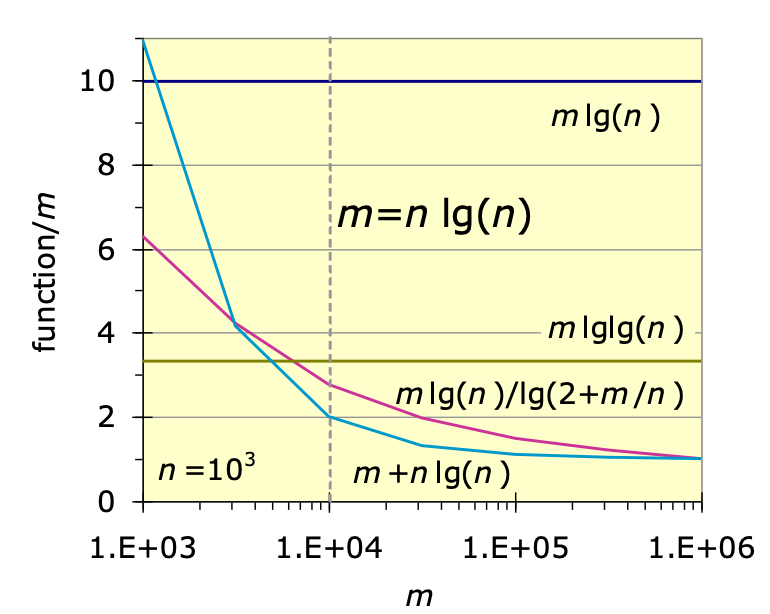 10
m lg(n)
8
m=n lg(n)
6
function/m
4
m lglg(n)
m lg(n)/lg(2+m/n)
2
n=10³
m+n lg(n)
0
1.E+03
1.E+04
1.E+05
1.E+06
m